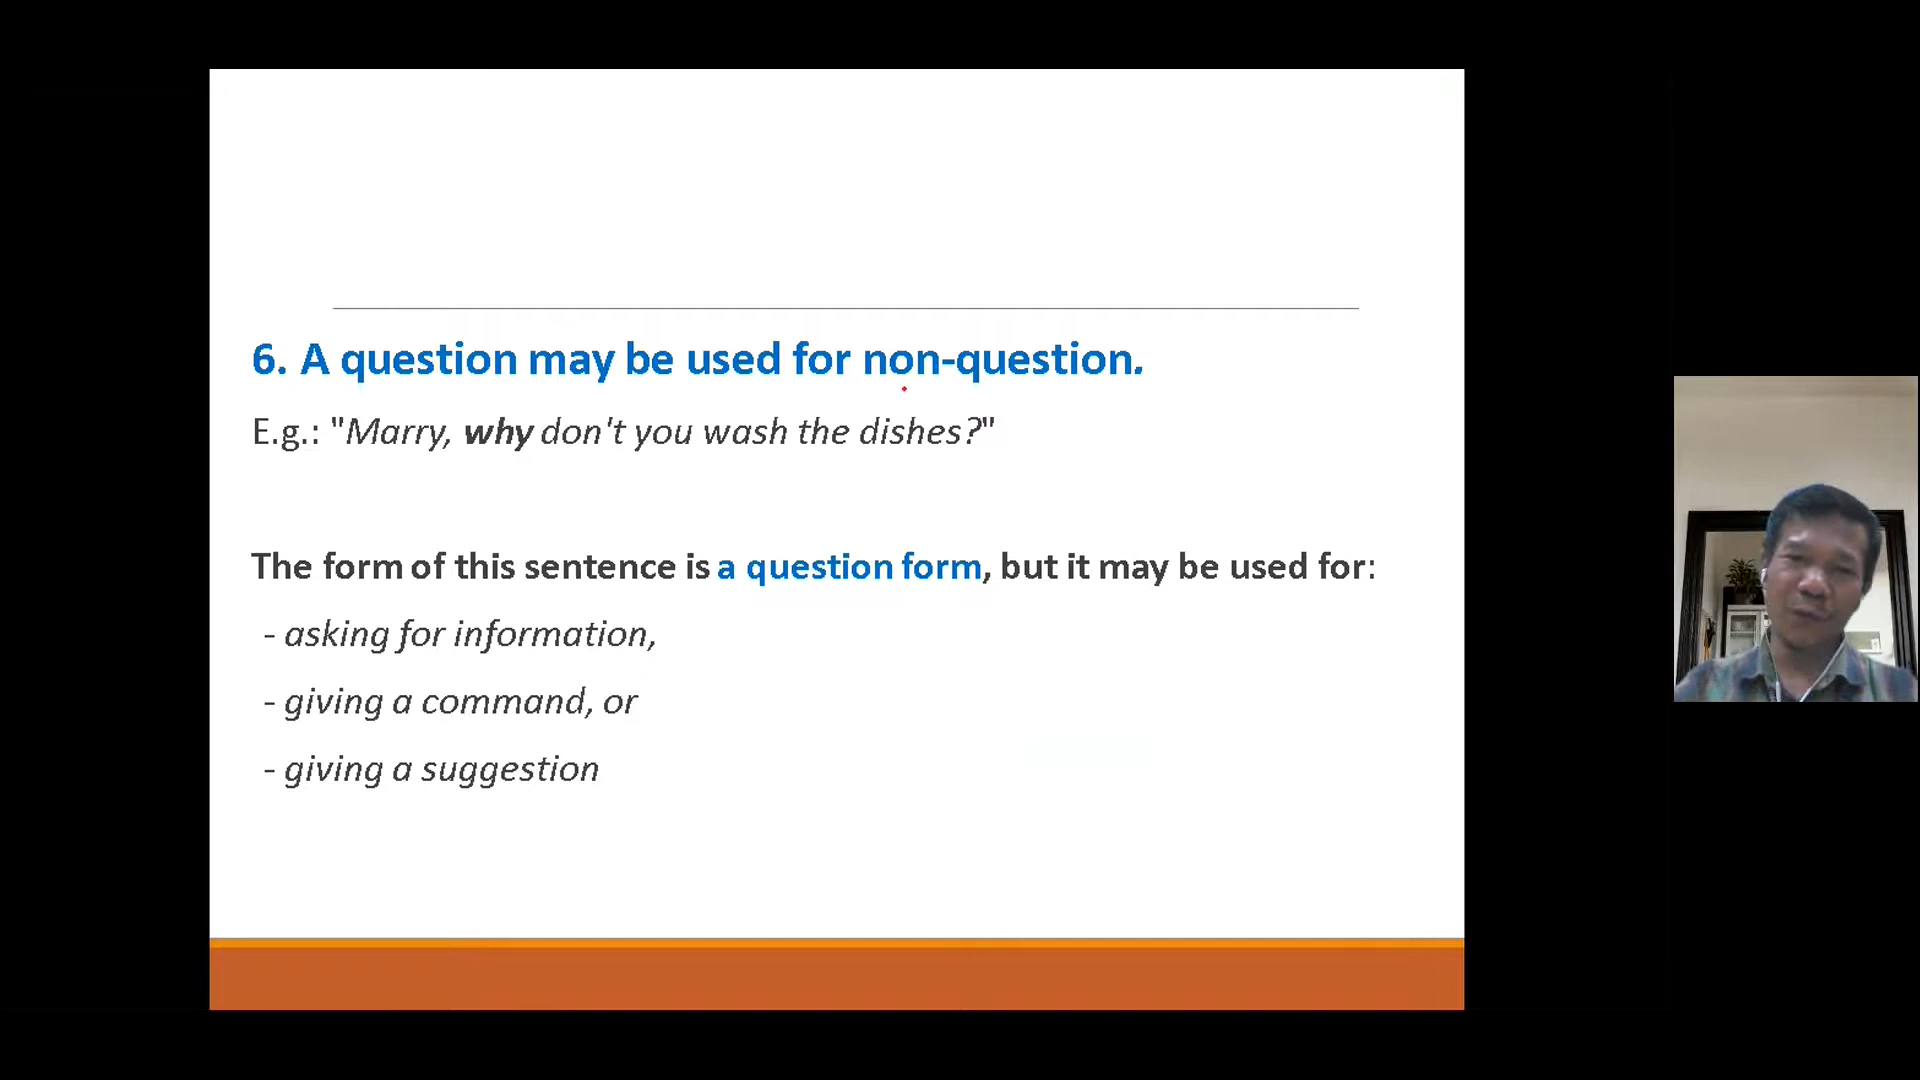 6. A question may be used for non-question.
E.g.: "Marry, why don't you wash the dishes?"
The form of this sentence is a question form, but it may be used for:
- asking for information,
- giving a command, or
- giving a suggestion